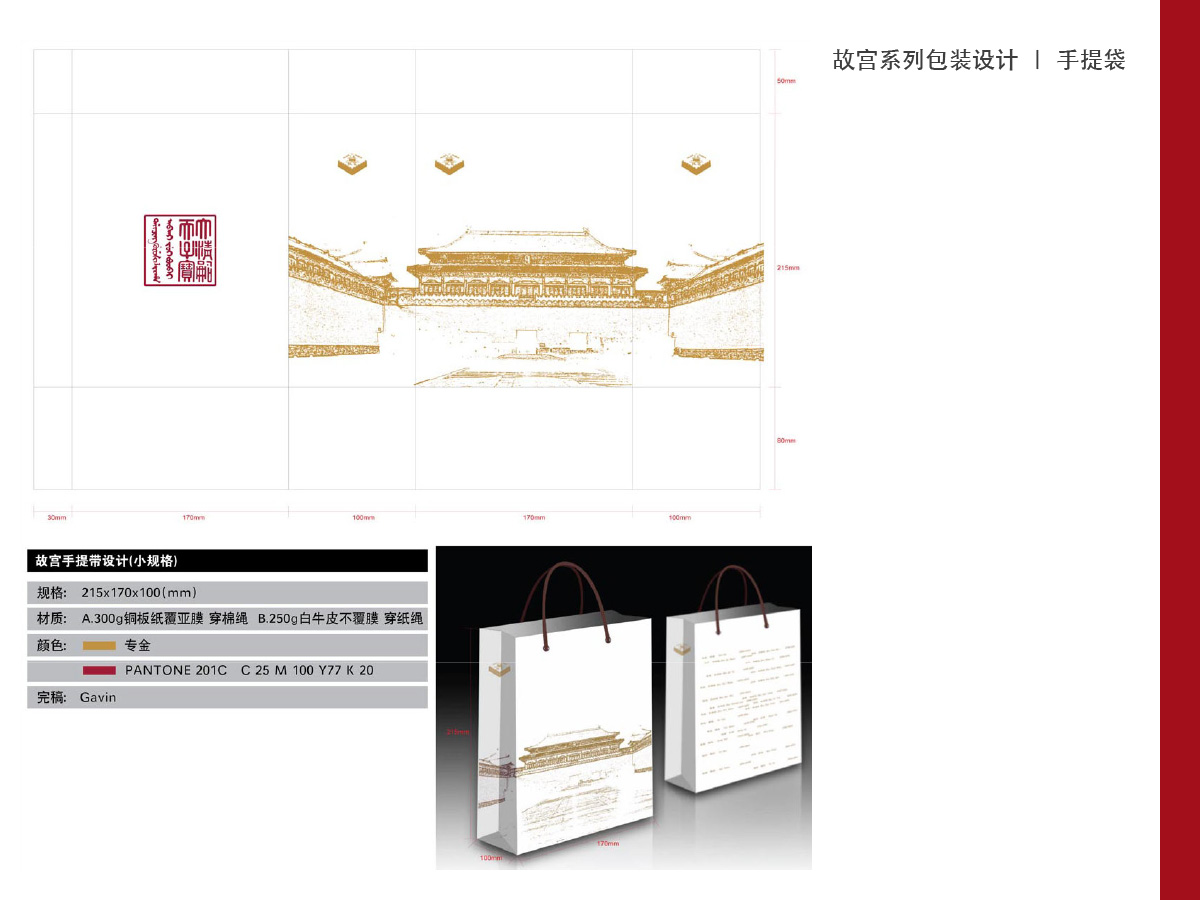 故宫系列包装设计 | 手提袋
50mm
215mm
80mm
30mm 170mm 100mm 170mm 100mm
故宫手提带设计(小规格)
规格: 215x170x100(mm)
材质: A.300g铜板纸覆亚膜 穿棉绳 B.250g白牛皮不覆膜 穿纸绳
颜色: 专金
PANTONE 201C C 25 M 100 Y77 K 20
完稿: Gavin
215mm
170mm
100mm